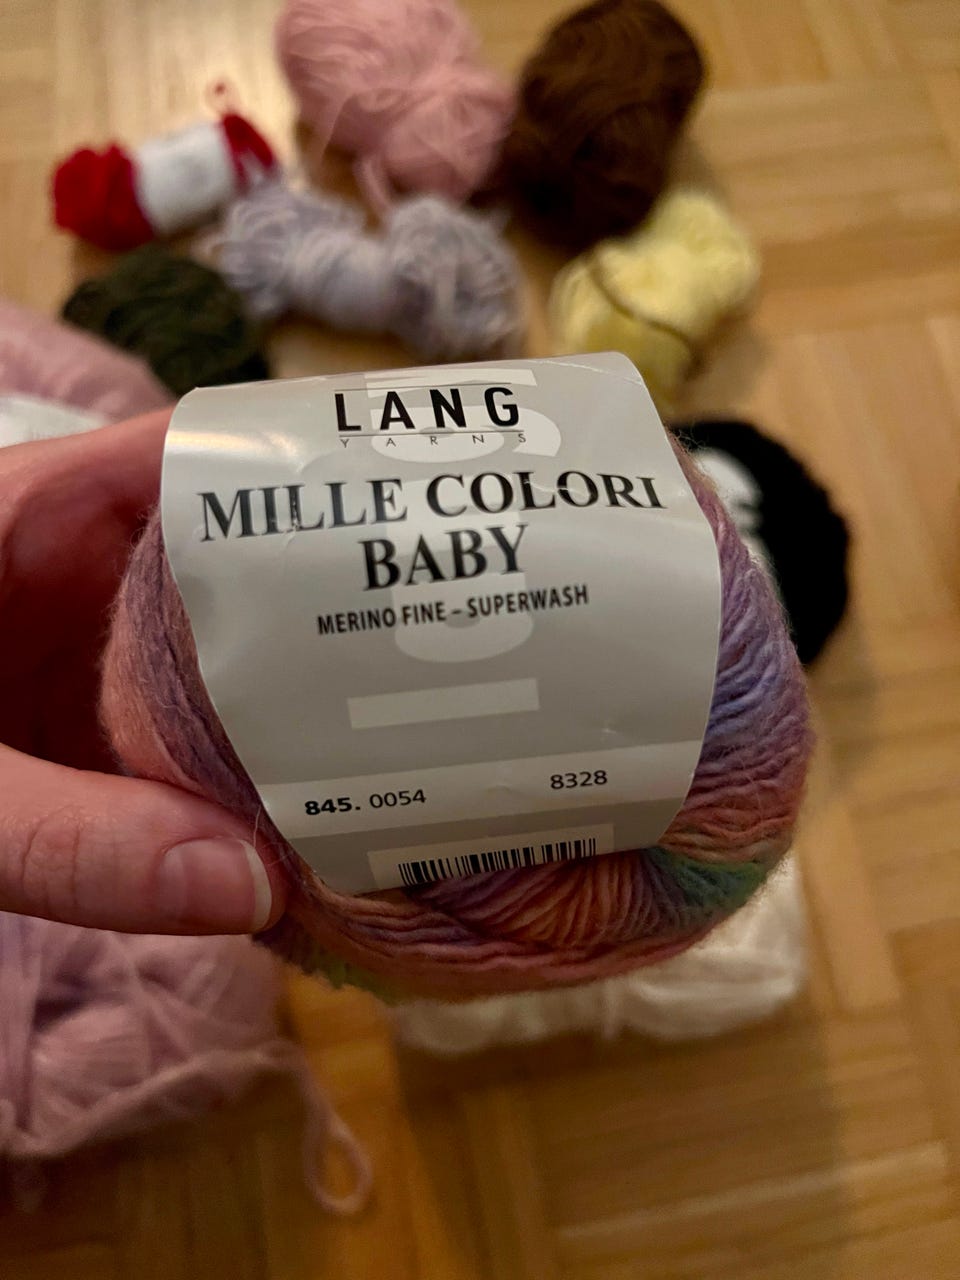 LANG
YARNS
MILLE COLORI
BABY
MERINO FINE – SUPERWASH
845. 0054 8328